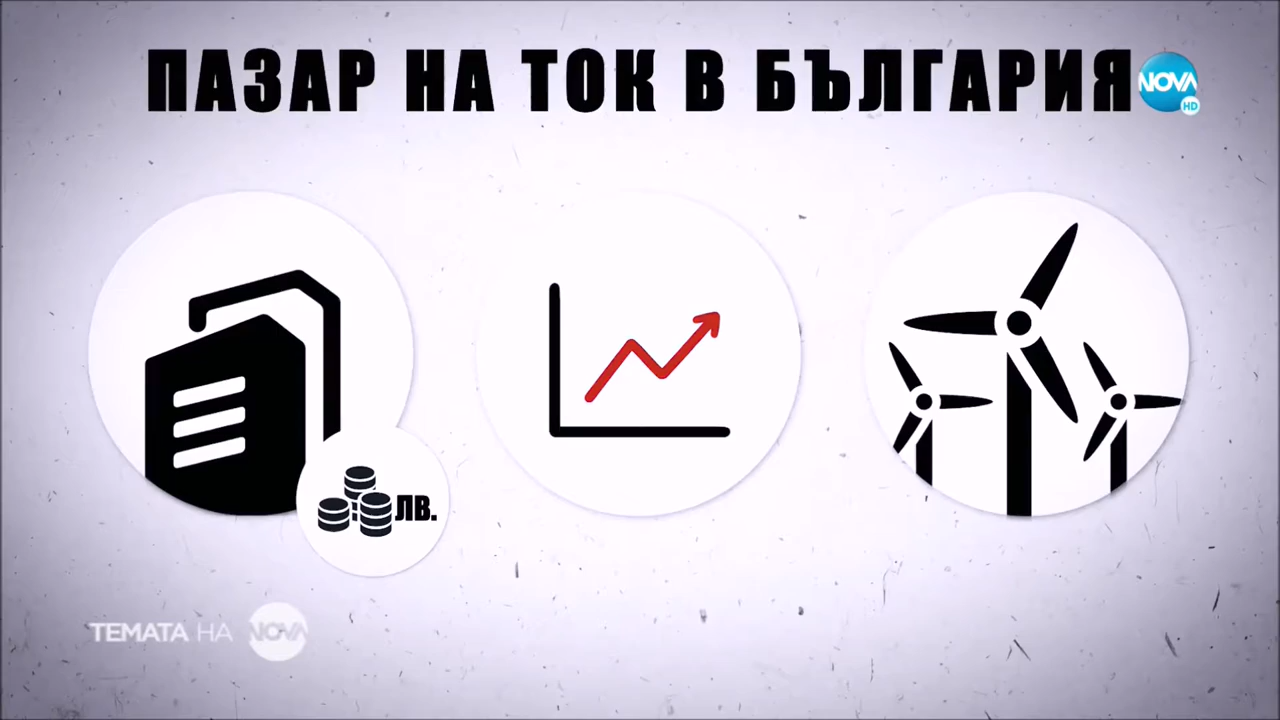 ПАЗАР НА ТОК В БЪЛГАРИЯ
NOVA
HD
ЛВ.
ТЕМАТА НА NOVA